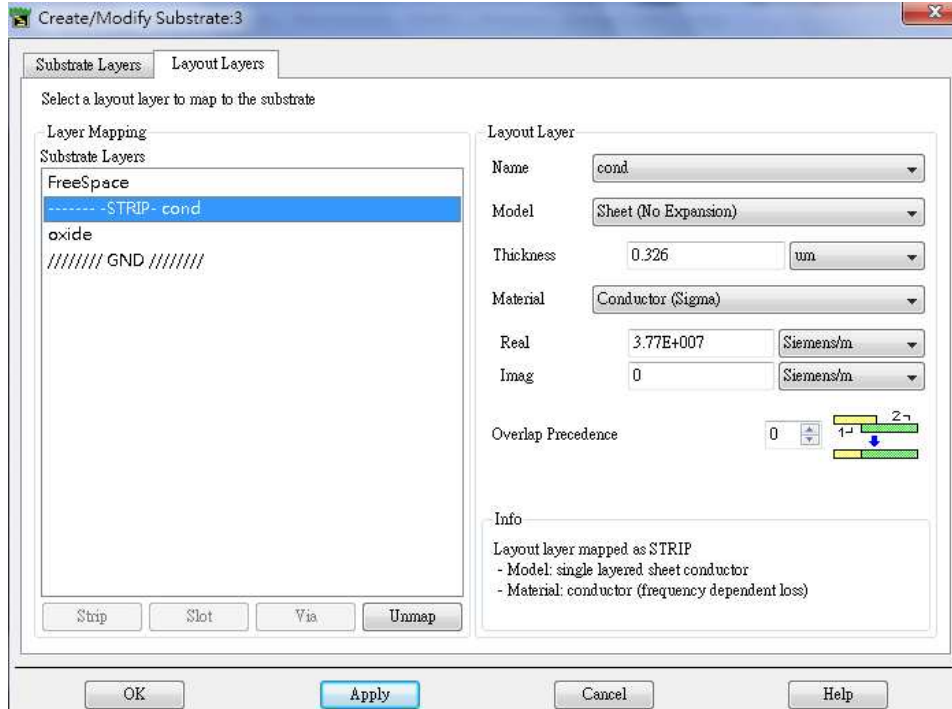 Create/Modify Substrate:3
Substrate Layers
Layout Layers
Select a layout layer to map to the substrate
Layer Mapping
Substrate Layers
FreeSpace
------- -STRIP- cond
oxide
//////// GND ////////
Strip
Slot
Via
Unmap
Layout Layer
Name
cond
Model
Sheet (No Expansion)
Thickness
0.326
um
Material
Conductor (Sigma)
Real
3.77E+007
Siemens/m
Imag
0
Siemens/m
Overlap Precedence
0
1
2
Info
Layout layer mapped as STRIP
- Model: single layered sheet conductor
- Material: conductor (frequency dependent loss)
OK
Apply
Cancel
Help